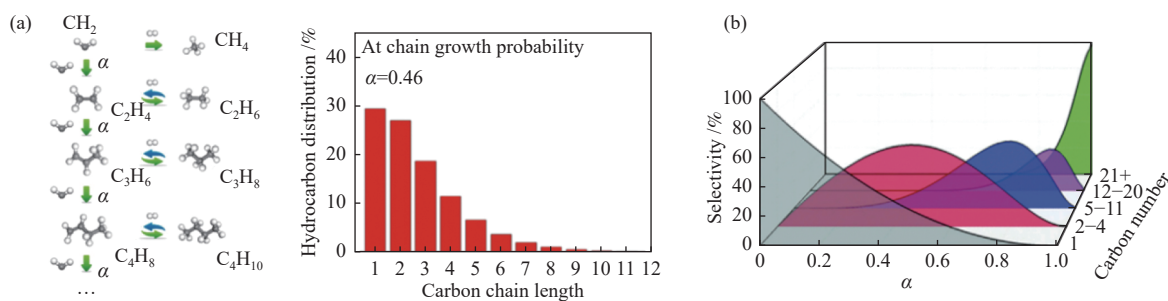 (a)
CH2
CH4
α
C2H4
C2H6
α
C3H6
C3H8
α
C4H8
C4H10
α
…
Hydrocarbon distribution /%
40
30
20
10
0
At chain growth probability
α=0.46
1 2 3 4 5 6 7 8 9 10 11 12
Carbon chain length
(b)
Selectivity /%
100
80
60
40
20
0
0 0.2 0.4 0.6 0.8 1.0
α
21+
12−20
5−11
2−4
1
Carbon number